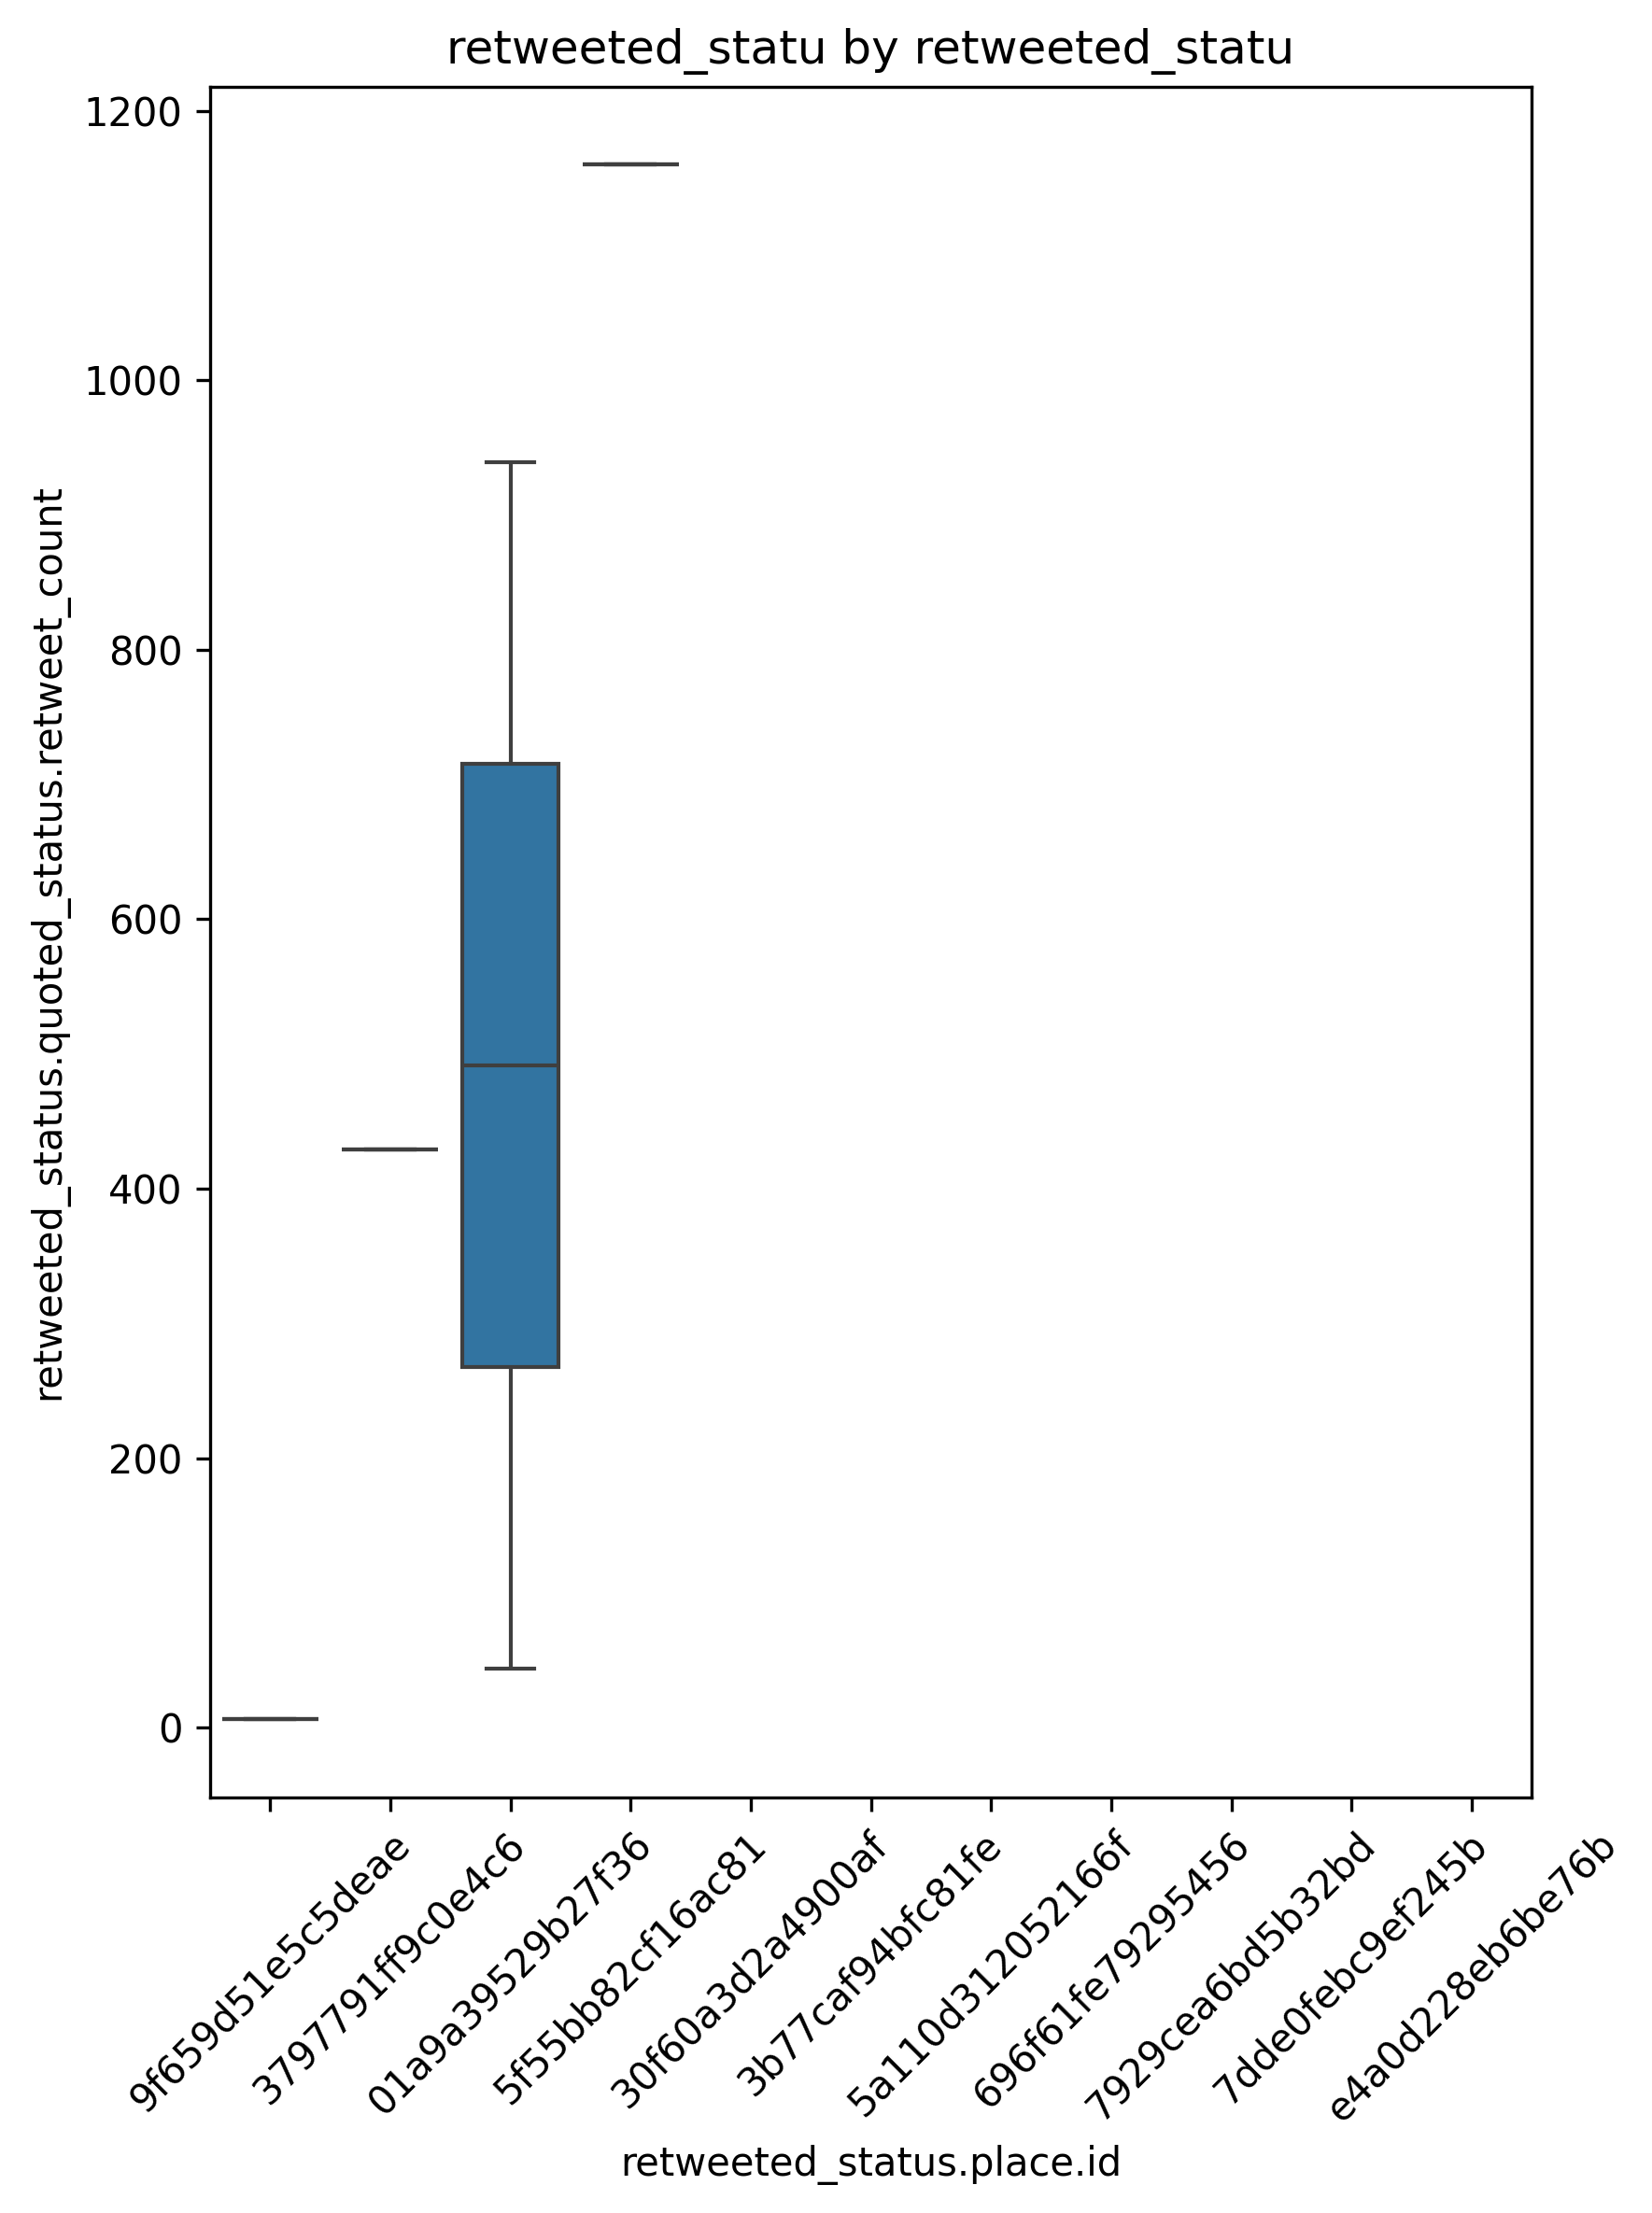 retweeted_statu by retweeted_statu
retweeted_status.quoted_status.retweet_count
1200
1000
800
600
400
200
0
9f659d51e5c5deae
3797791ff9c0e4c6
01a9a39529b27f36
5f55bb82cf16ac81
30f60a3d2a4900af
3b77caf94bfc81fe
5a110d312052166f
696f61fe79295456
7929cea6bd5b32bd
7dde0febc9ef245b
e4a0d228eb6be76b
retweeted_status.place.id